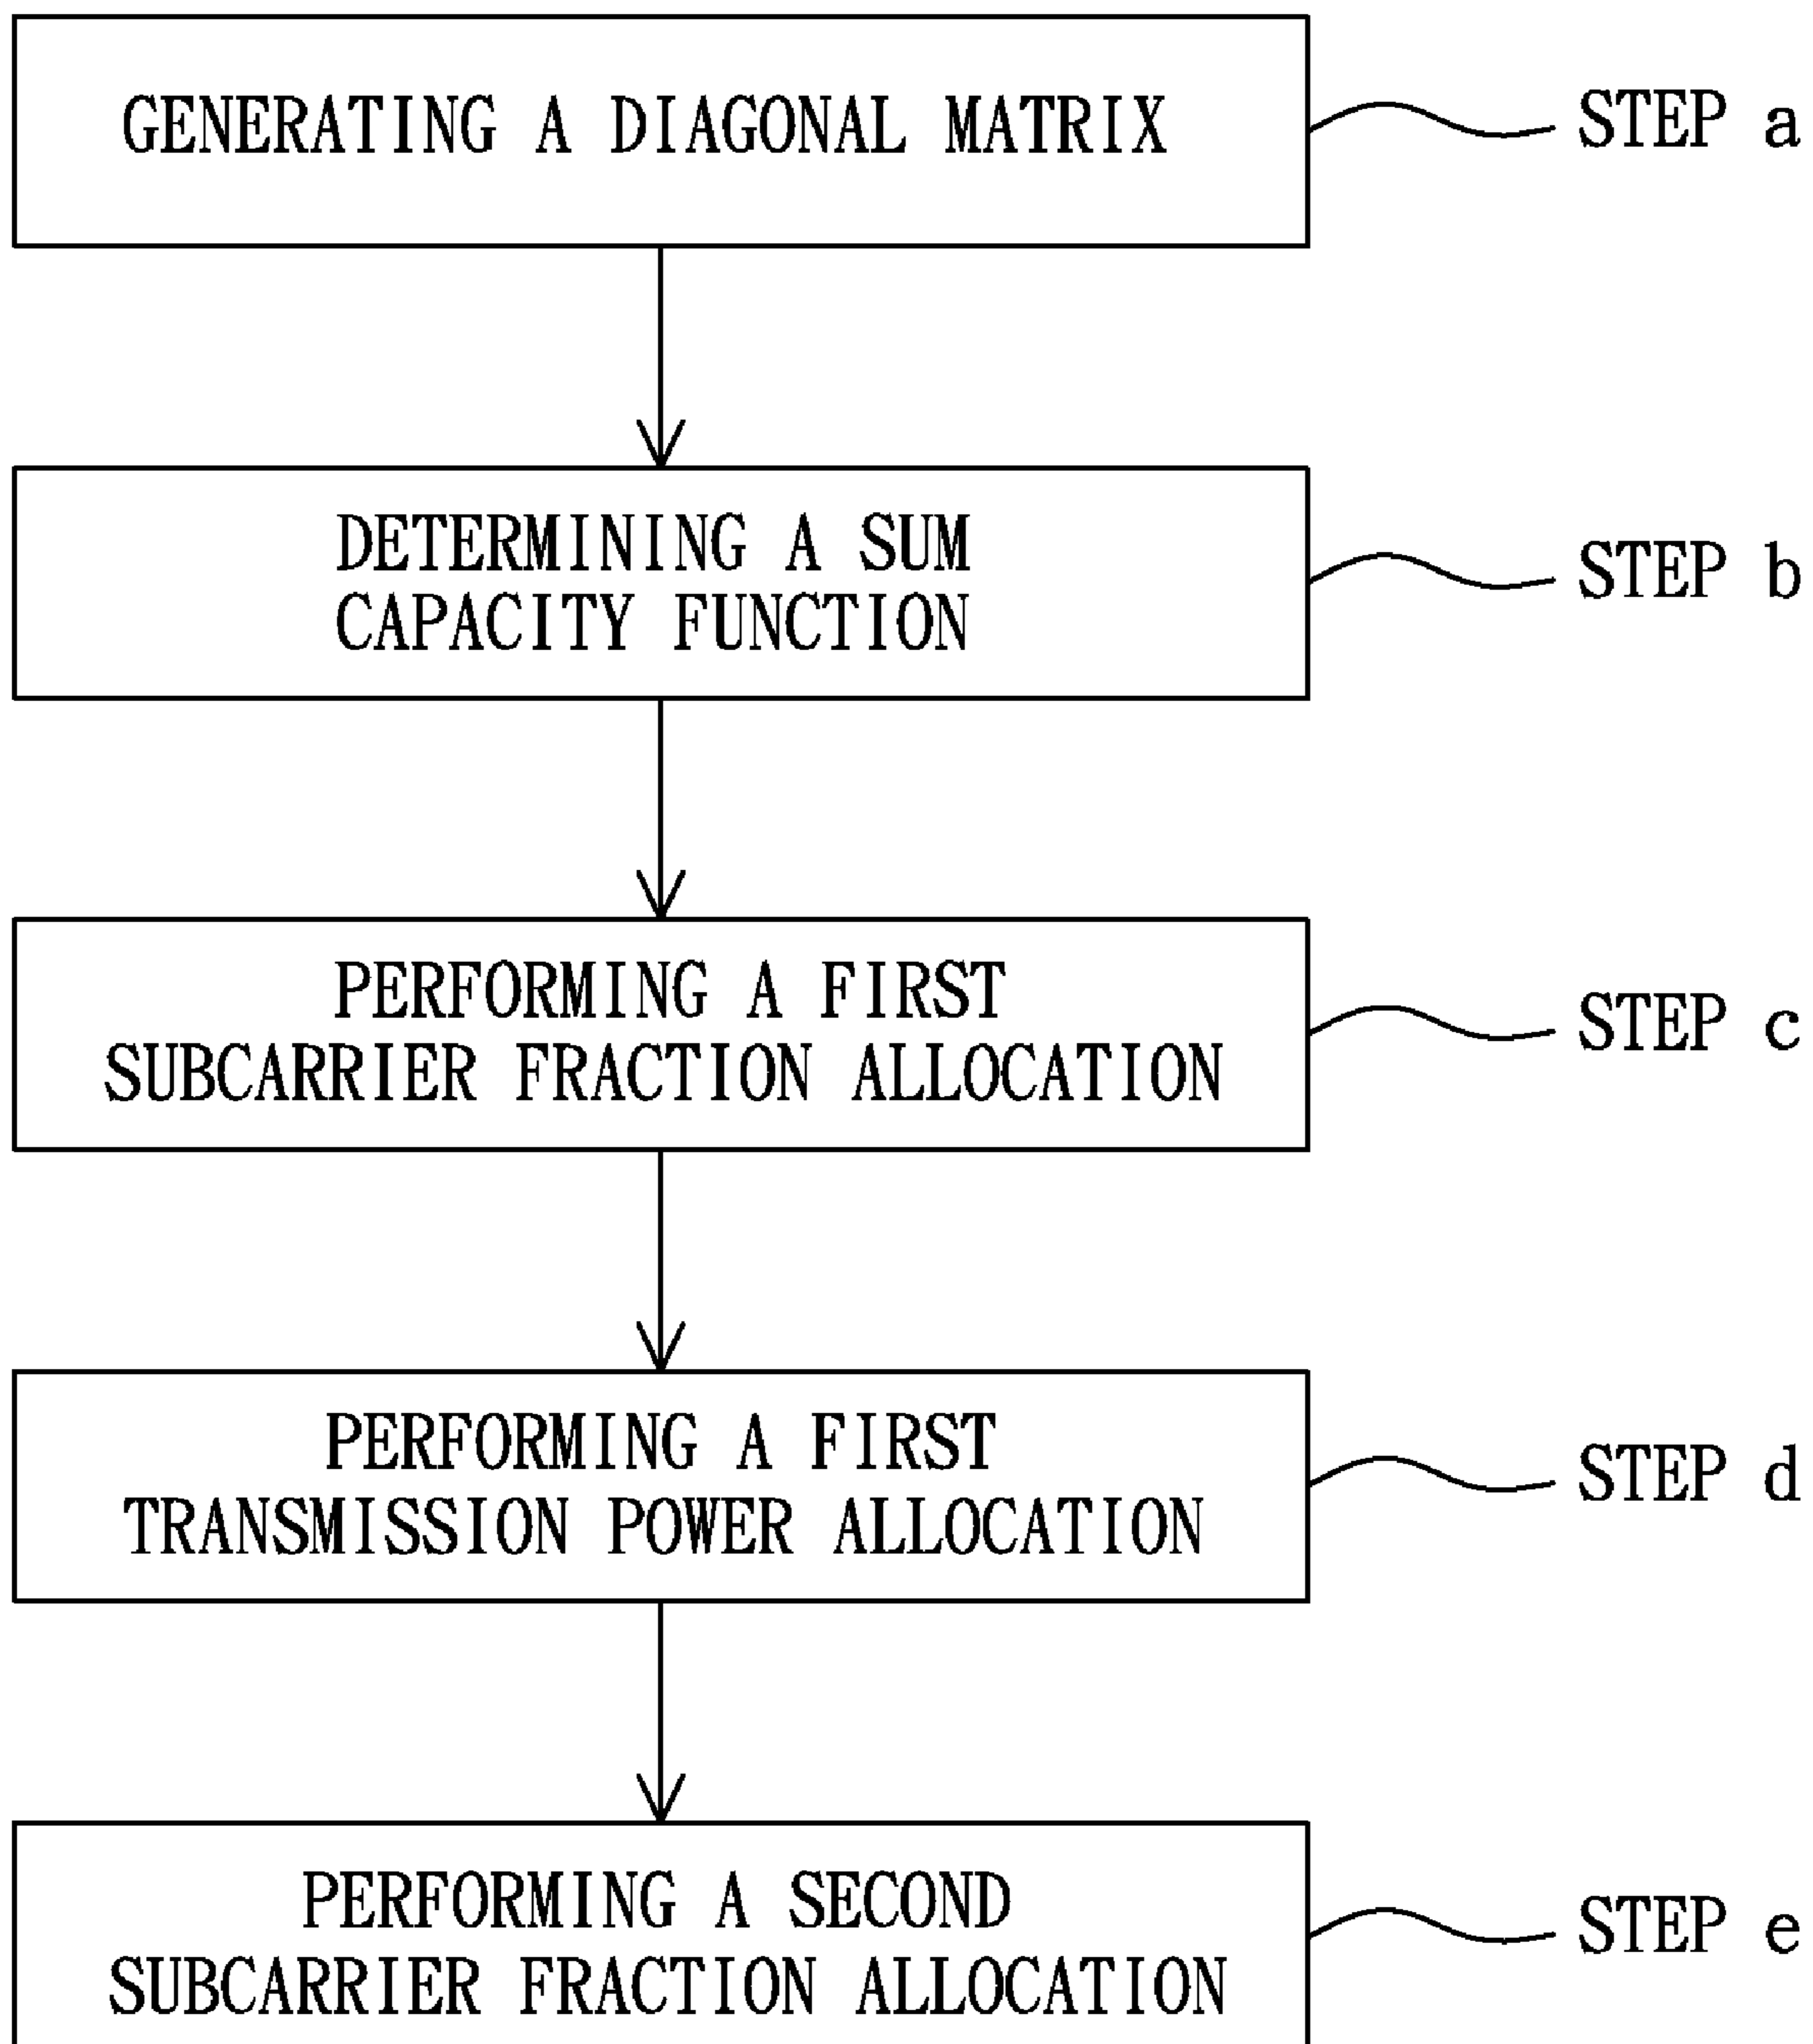 GENERATING A DIAGONAL MATRIX
STEP a
DETERMINING A SUM
CAPACITY FUNCTION
STEP b
PERFORMING A FIRST
SUBCARRIER FRACTION ALLOCATION
STEP c
PERFORMING A FIRST
TRANSMISSION POWER ALLOCATION
STEP d
PERFORMING A SECOND
SUBCARRIER FRACTION ALLOCATION
STEP e